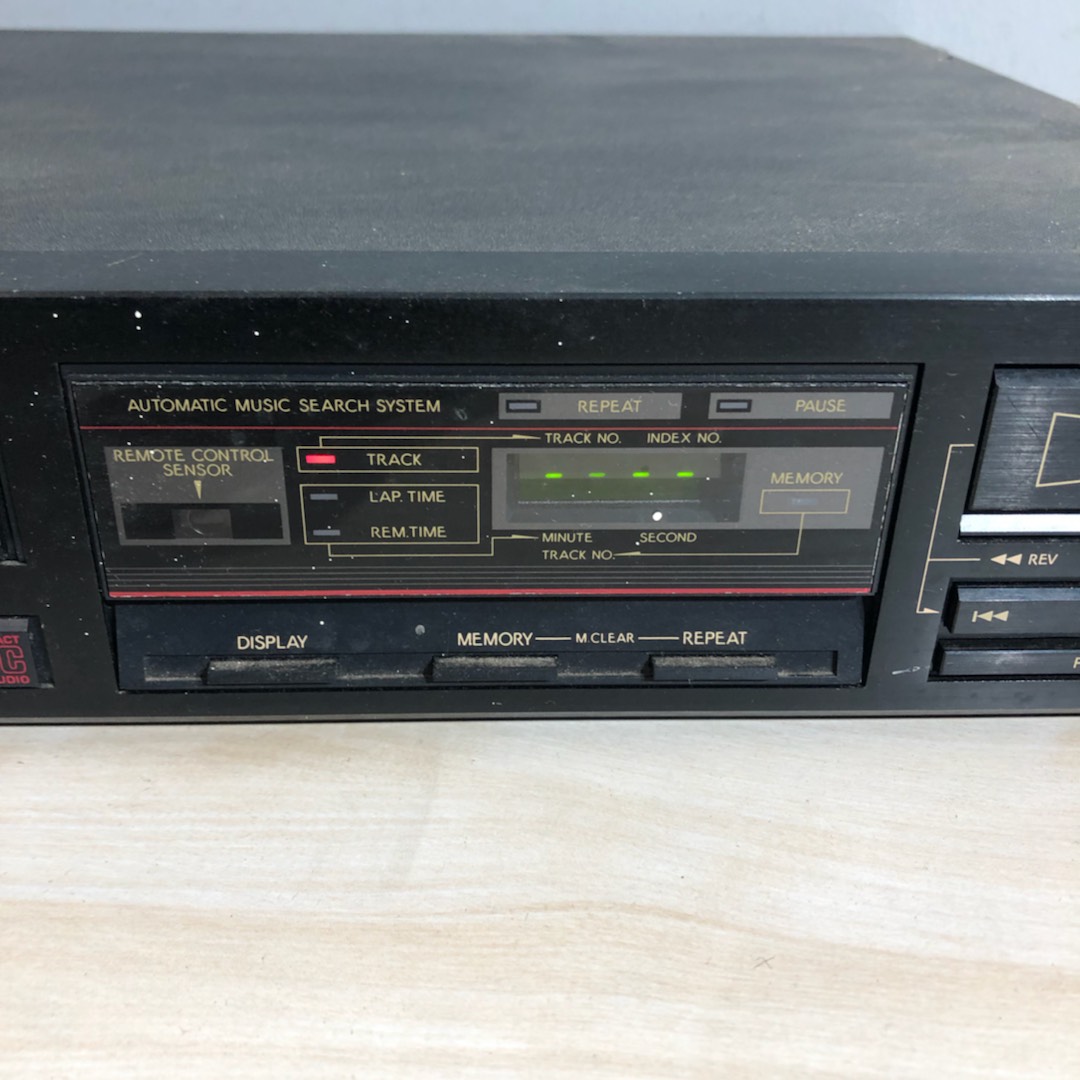 AUTOMATIC MUSIC SEARCH SYSTEM
REPEAT
PAUSE
REMOTE CONTROL
SENSOR
TRACK
LAP. TIME
REM.TIME
TRACK NO. INDEX NO.
- - - -
MINUTE SECOND
TRACK NO.
MEMORY
DISPLAY
MEMORY M.CLEAR REPEAT
REV
AUDIO